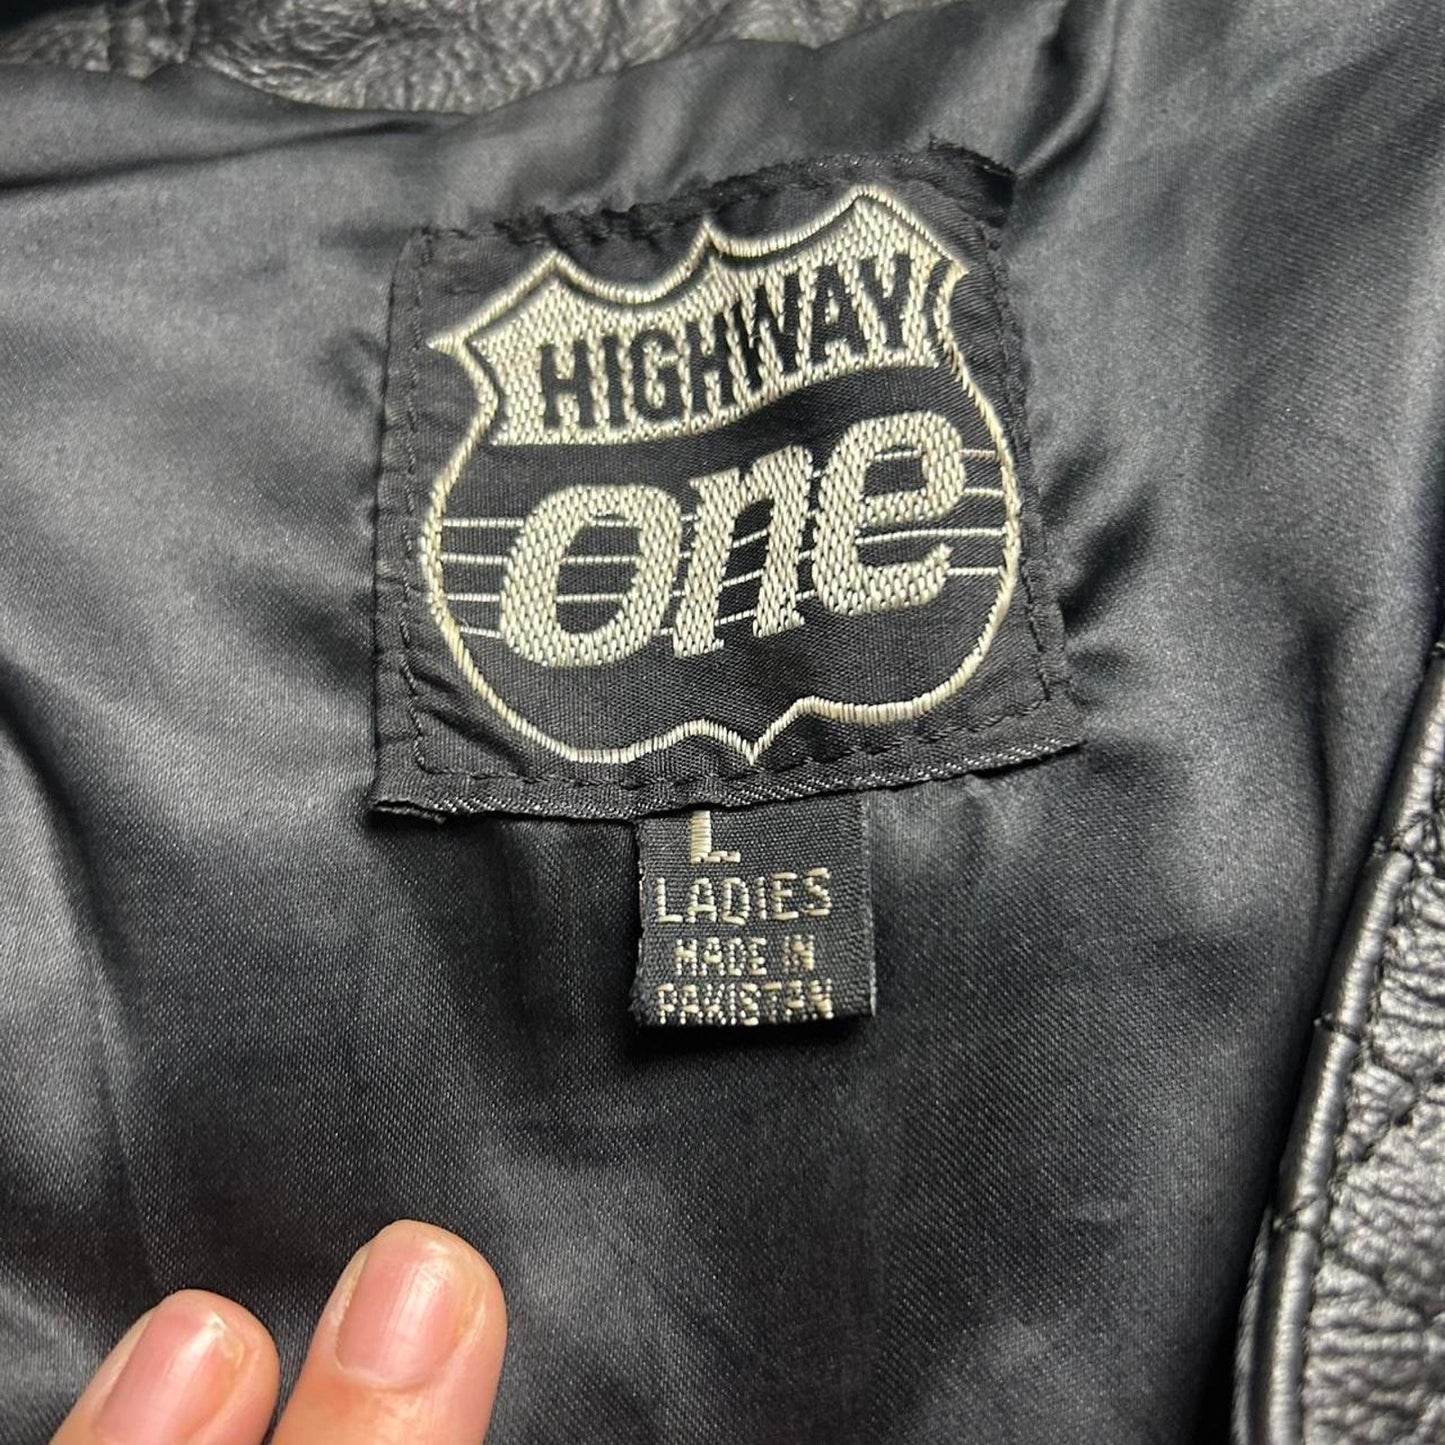 HIGHWAY
one
L
LADIES
MADE IN
PAKISTAN